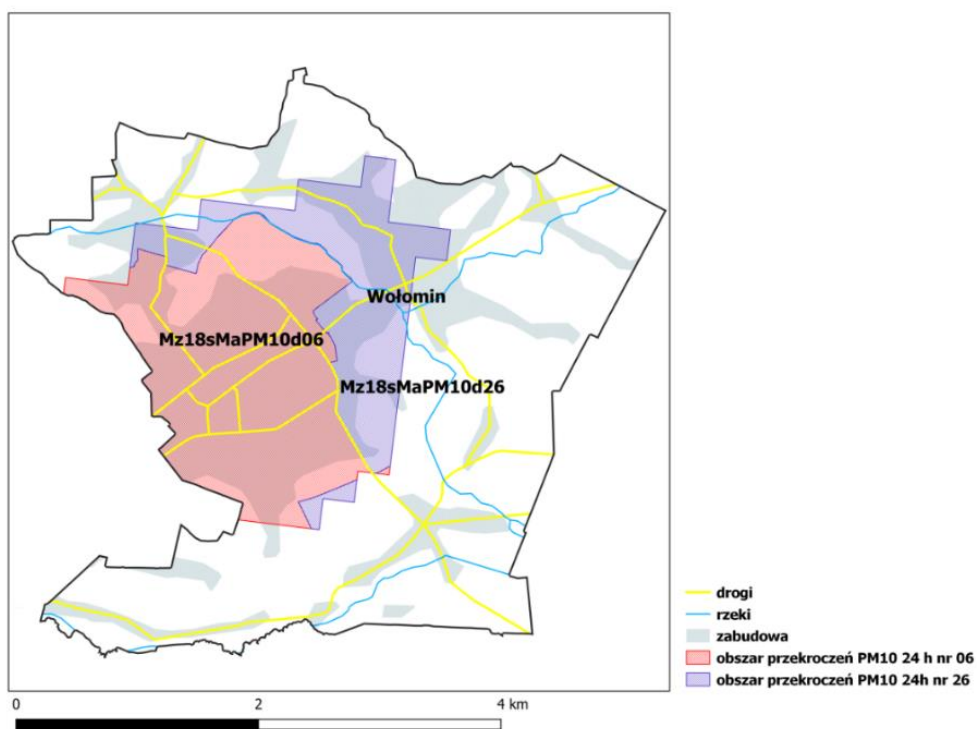 Wołomin
Mz18sMaPM10d06
Mz18sMaPM10d26
drogi
rzeki
zabudowa
obszar przekroczeń PM10 24 h nr 06
obszar przekroczeń PM10 24h nr 26
0 2 4 km